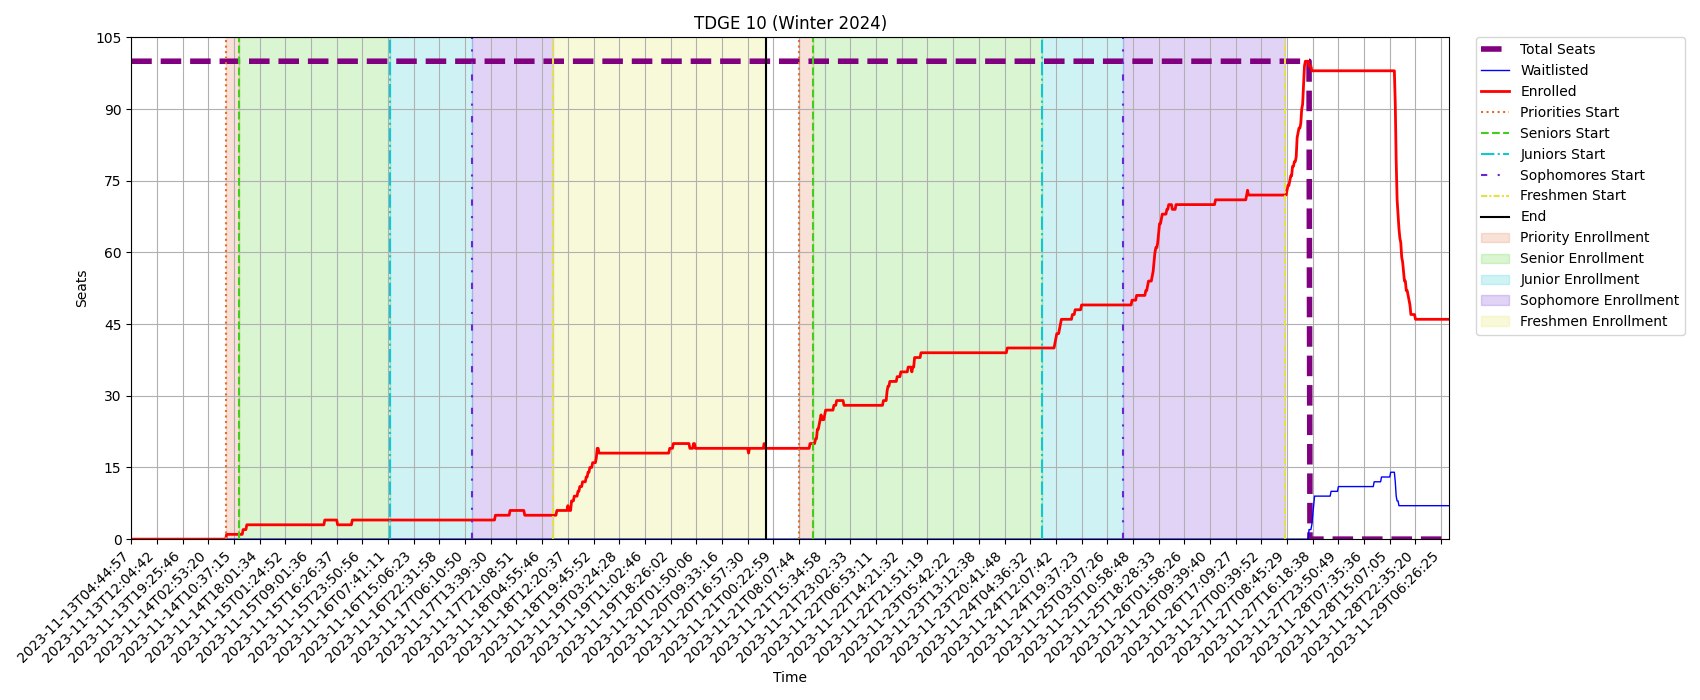 TDGE 10 (Winter 2024)
Seats
105
90
75
60
45
30
15
0
2023-11-13T04:44:57
2023-11-13T12:04:42
2023-11-13T19:25:46
2023-11-14T02:53:20
2023-11-14T10:37:15
2023-11-14T18:01:34
2023-11-15T01:24:52
2023-11-15T09:01:36
2023-11-15T16:26:37
2023-11-15T23:50:56
2023-11-16T07:41:11
2023-11-16T15:06:23
2023-11-16T22:31:58
2023-11-17T06:10:50
2023-11-17T13:39:30
2023-11-17T21:08:51
2023-11-18T04:55:46
2023-11-18T12:20:37
2023-11-18T19:45:52
2023-11-19T03:24:28
2023-11-19T11:02:46
2023-11-19T18:26:02
2023-11-20T01:50:06
2023-11-20T09:33:16
2023-11-20T16:57:30
2023-11-21T00:22:59
2023-11-21T08:07:44
2023-11-21T15:34:58
2023-11-21T23:02:33
2023-11-22T06:53:11
2023-11-22T14:21:32
2023-11-22T21:51:19
2023-11-23T05:42:22
2023-11-23T13:12:38
2023-11-23T20:41:48
2023-11-24T04:36:32
2023-11-24T12:07:42
2023-11-24T19:37:23
2023-11-25T03:07:26
2023-11-25T10:58:48
2023-11-25T18:28:33
2023-11-26T01:58:26
2023-11-26T09:39:40
2023-11-26T17:09:27
2023-11-27T00:39:52
2023-11-27T08:45:29
2023-11-27T16:18:38
2023-11-27T23:50:49
2023-11-28T07:35:36
2023-11-28T15:07:05
2023-11-28T22:35:20
2023-11-29T06:26:25
Time
Total Seats
Waitlisted
Enrolled
Priorities Start
Seniors Start
Juniors Start
Sophomores Start
Freshmen Start
End
Priority Enrollment
Senior Enrollment
Junior Enrollment
Sophomore Enrollment
Freshmen Enrollment